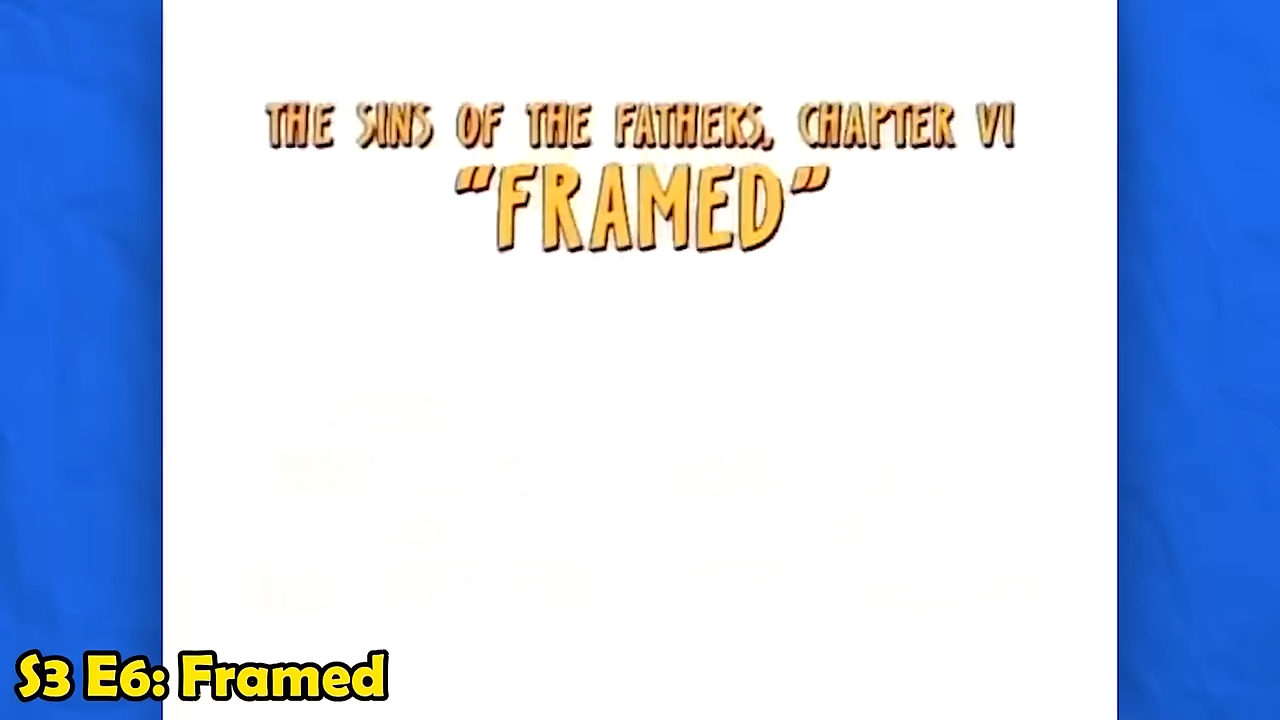 THE SINS OF THE FATHERS, CHAPTER VI
"FRAMED"
S3 E6: Framed